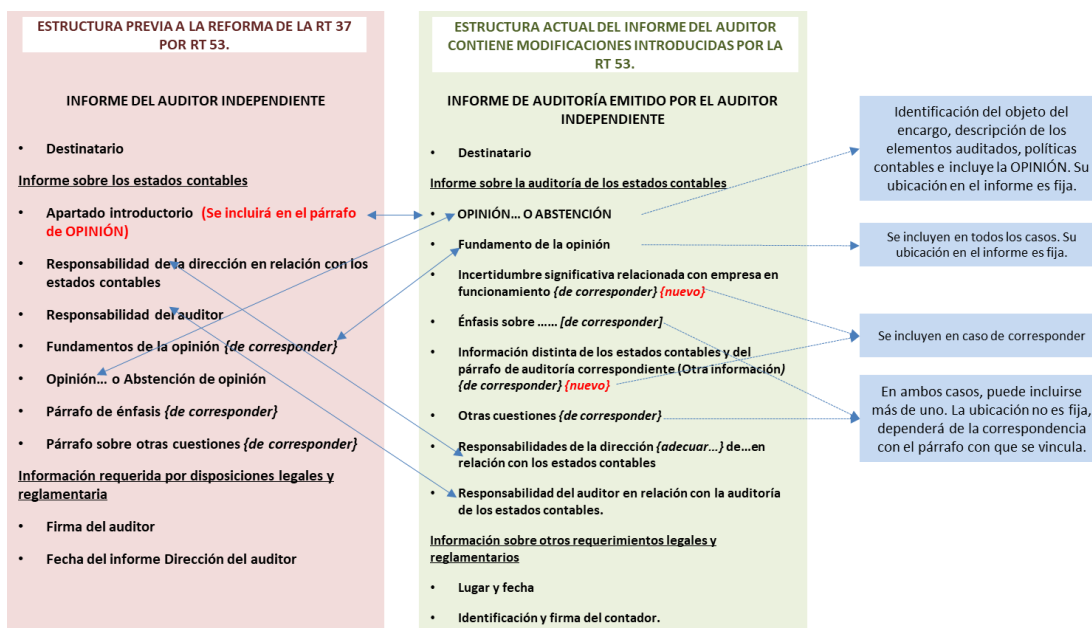 ESTRUCTURA PREVIA A LA REFORMA DE LA RT 37
POR RT 53.
INFORME DEL AUDITOR INDEPENDIENTE
• Destinatario
Informe sobre los estados contables
• Apartado introductorio (Se incluirá en el párrafo
de OPINIÓN)
• Responsabilidad de la dirección en relación con los
estados contables
• Responsabilidad del auditor
• Fundamentos de la opinión {de corresponder}
• Opinión... o Abstención de opinión
• Párrafo de énfasis {de corresponder}
• Párrafo sobre otras cuestiones {de corresponder}
Información requerida por disposiciones legales y
reglamentaria
• Firma del auditor
• Fecha del informe Dirección del auditor
ESTRUCTURA ACTUAL DEL INFORME DEL AUDITOR
CONTIENE MODIFICACIONES INTRODUCIDAS POR LA
RT 53.
INFORME DE AUDITORÍA EMITIDO POR EL AUDITOR
INDEPENDIENTE
• Destinatario
Informe sobre la auditoría de los estados contables
• OPINIÓN... O ABSTENCIÓN
• Fundamento de la opinión
• Incertidumbre significativa relacionada con empresa en
funcionamiento {de corresponder} {nuevo}
• Énfasis sobre ...... [de corresponder]
• Información distinta de los estados contables y del
párrafo de auditoría correspondiente (Otra información)
{de corresponder} {nuevo}
• Otras cuestiones {de corresponder}
• Responsabilidades de la dirección {adecuar...} de...en
relación con los estados contables
• Responsabilidad del auditor en relación con la auditoría
de los estados contables.
Información sobre otros requerimientos legales y
reglamentarios
• Lugar y fecha
• Identificación y firma del contador.
Identificación del objeto del
encargo, descripción de los
elementos auditados, políticas
contables e incluye la OPINIÓN. Su
ubicación en el informe es fija.
Se incluyen en todos los casos. Su
ubicación en el informe es fija.
Se incluyen en caso de corresponder
En ambos casos, puede incluirse
más de uno. La ubicación no es fija,
dependerá de la correspondencia
con el párrafo con que se vincula.